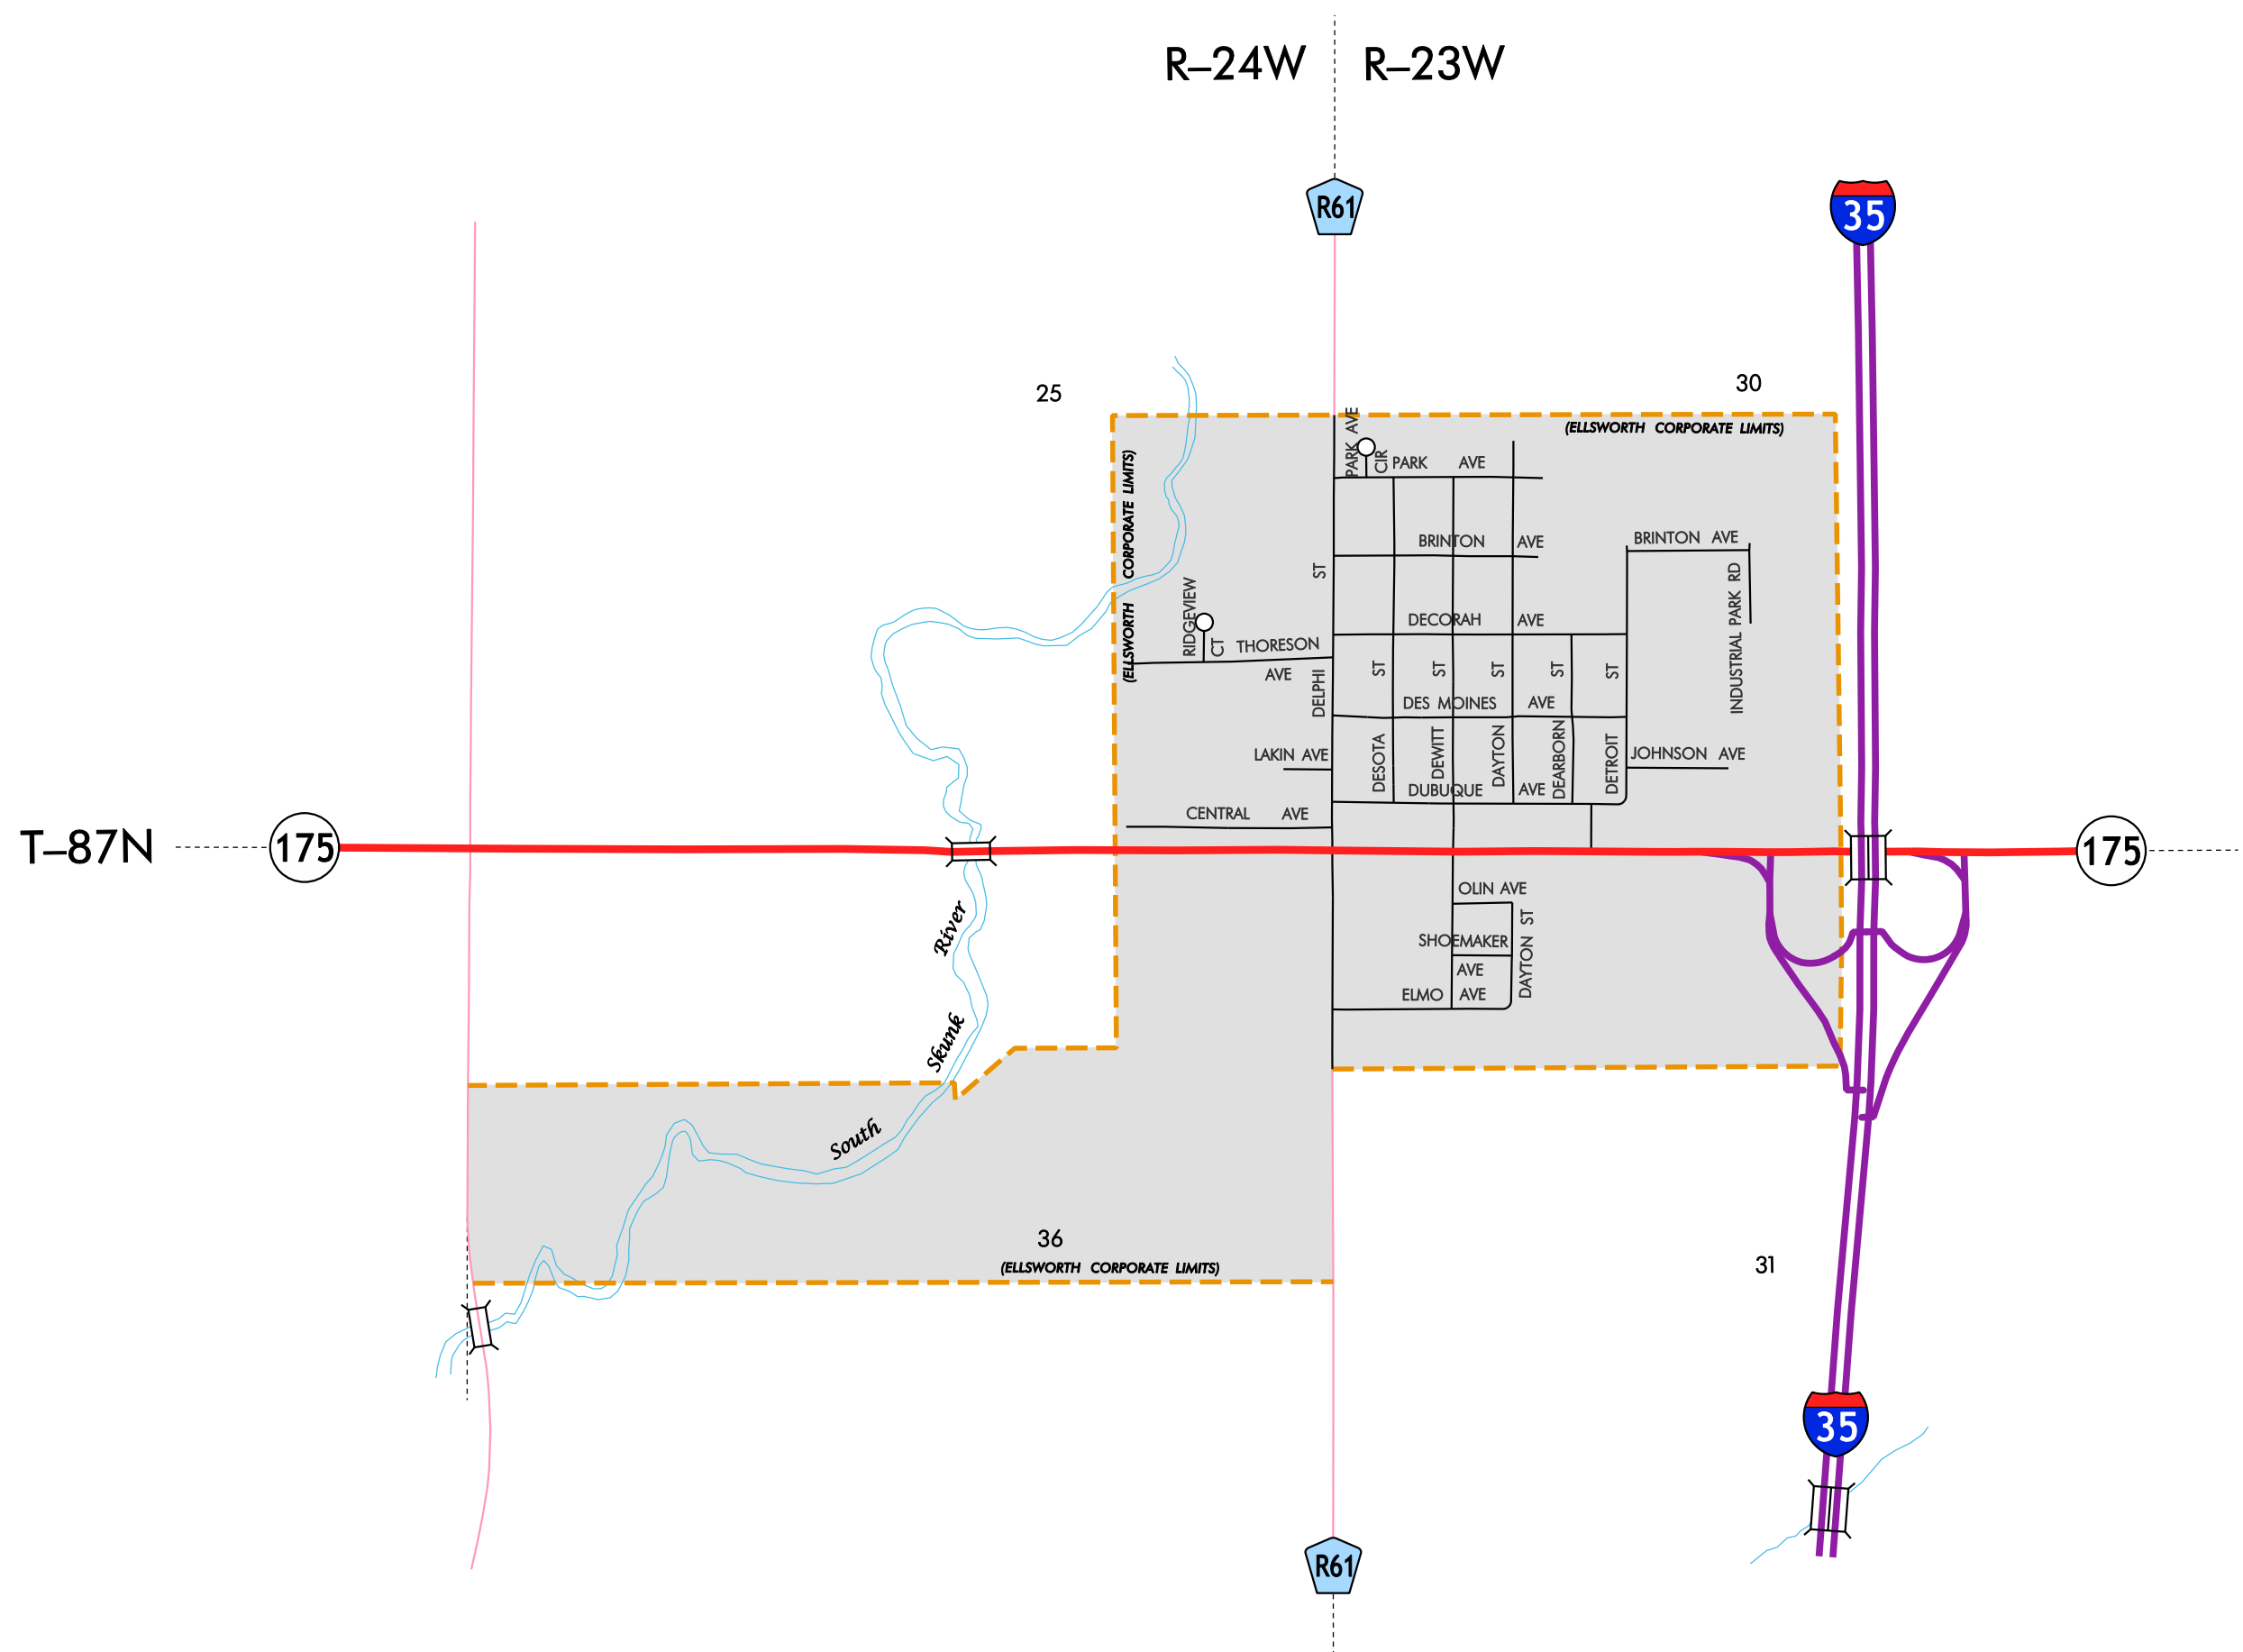 R–24W R–23W
R61
35
25
30
(ELLSWORTH CORPORATE LIMITS)
(ELLSWORTH CORPORATE LIMITS)
PARK AVE
CIR
PARK AVE
BRINTON AVE
BRINTON AVE
ST
RIDGEVIEW
CT
INDUSTRIAL PARK RD
DECORAH AVE
THORESON
AVE
DELPHI
ST
ST
ST
ST
ST
DES MOINES AVE
LAKIN AVE
DESOTA
DEWITT
DAYTON
DEARBORN
DETROIT
JOHNSON AVE
DUBUQUE AVE
CENTRAL AVE
T–87N
175
175
OLIN AVE
River
SHOEMAKER
AVE
DAYTON ST
ELMO AVE
Skunk
South
36
(ELLSWORTH CORPORATE LIMITS)
31
35
R61